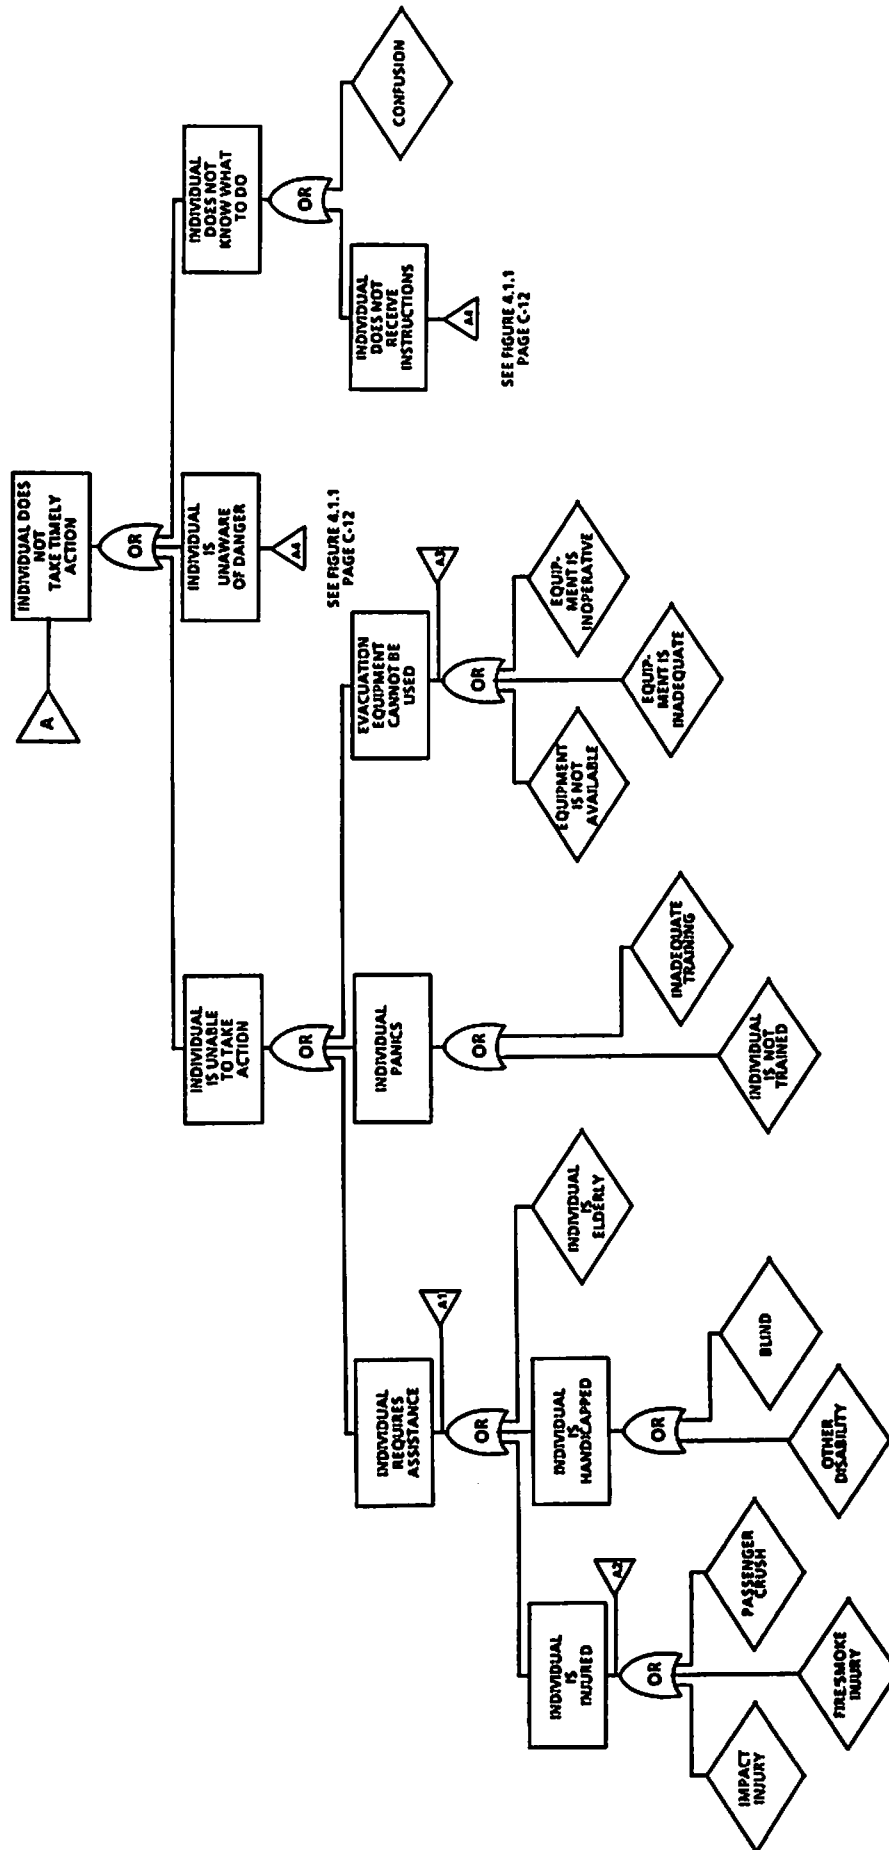 A
INDIVIDUAL DOES
NOT
TAKE TIMELY
ACTION
OR
INDIVIDUAL
IS UNABLE
TO TAKE
ACTION
INDIVIDUAL
IS
UNAWARE
OF DANGER
INDIVIDUAL
DOES NOT
KNOW WHAT
TO DO
OR
A4
SEE FIGURE 4.1.1
PAGE C-12
OR
INDIVIDUAL
REQUIRES
ASSISTANCE
INDIVIDUAL
PANICS
EVACUATION
EQUIPMENT
CANNOT BE
USED
INDIVIDUAL
DOES NOT
RECEIVE
INSTRUCTIONS
CONFUSION
A1
A3
A4
SEE FIGURE 4.1.1
PAGE C-12
OR
OR
OR
INDIVIDUAL
IS
INJURED
INDIVIDUAL
IS
HANDICAPPED
INDIVIDUAL
IS
ELDERLY
EQUIPMENT
IS NOT
AVAILABLE
EQUIP-
MENT IS
INADEQUATE
EQUIP-
MENT IS
INOPERATIVE
A2
OR
OR
INDIVIDUAL
IS NOT
TRAINED
INADEQUATE
TRAINING
IMPACT
INJURY
FIRE/SMOKE
INJURY
PASSENGER
CRUSH
OTHER
DISABILITY
BLIND